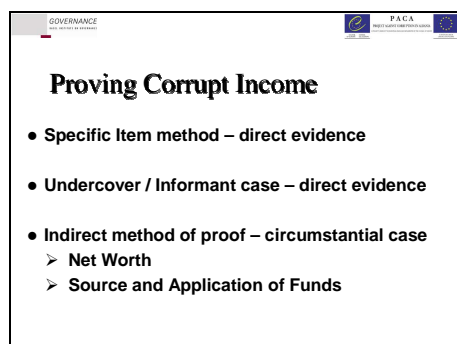 GOVERNANCE
PACA
Proving Corrupt Income
● Specific Item method – direct evidence
● Undercover / Informant case – direct evidence
● Indirect method of proof – circumstantial case
➢ Net Worth
➢ Source and Application of Funds